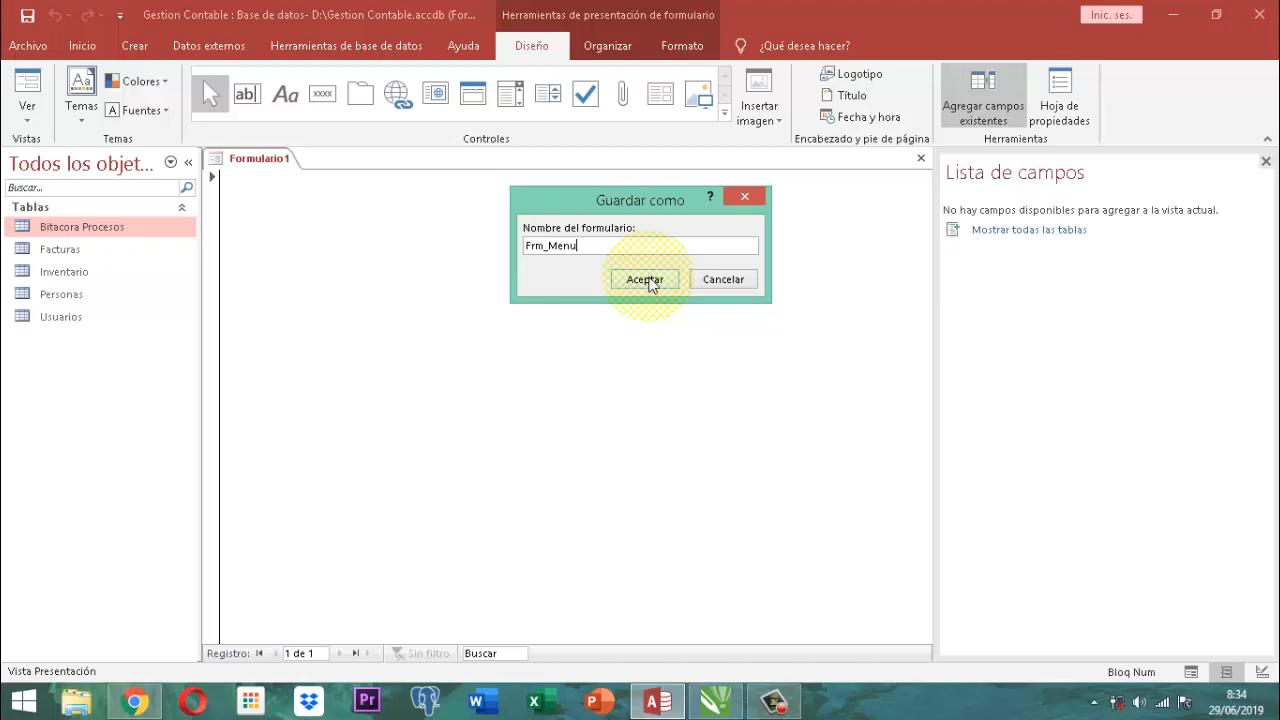 Gestion Contable : Base de datos- D:\Gestion Contable.accdb (For...
Herramientas de presentación de formulario
Inic. ses.
Archivo
Inicio
Crear
Datos externos
Herramientas de base de datos
Ayuda
Diseño
Organizar
Formato
¿Qué desea hacer?
Ver
Vistas
Aa
Temas
Colores
Fuentes
Temas
ab|
Aa
xxxx
Controles
Insertar
imagen
Logotipo
Título
Fecha y hora
Encabezado y pie de página
Agregar campos
existentes
Hoja de
propiedades
Herramientas
Todos los objet...
Buscar...
Tablas
Bitacora Procesos
Facturas
Inventario
Personas
Usuarios
Formulario1
Guardar como
?
Nombre del formulario:
Frm_Menu
Aceptar
Cancelar
Lista de campos
No hay campos disponibles para agregar a la vista actual.
Mostrar todas las tablas
Registro:
1 de 1
Sin filtro
Buscar
Vista Presentación
Bloq Num
Pr
8:34
29/06/2019